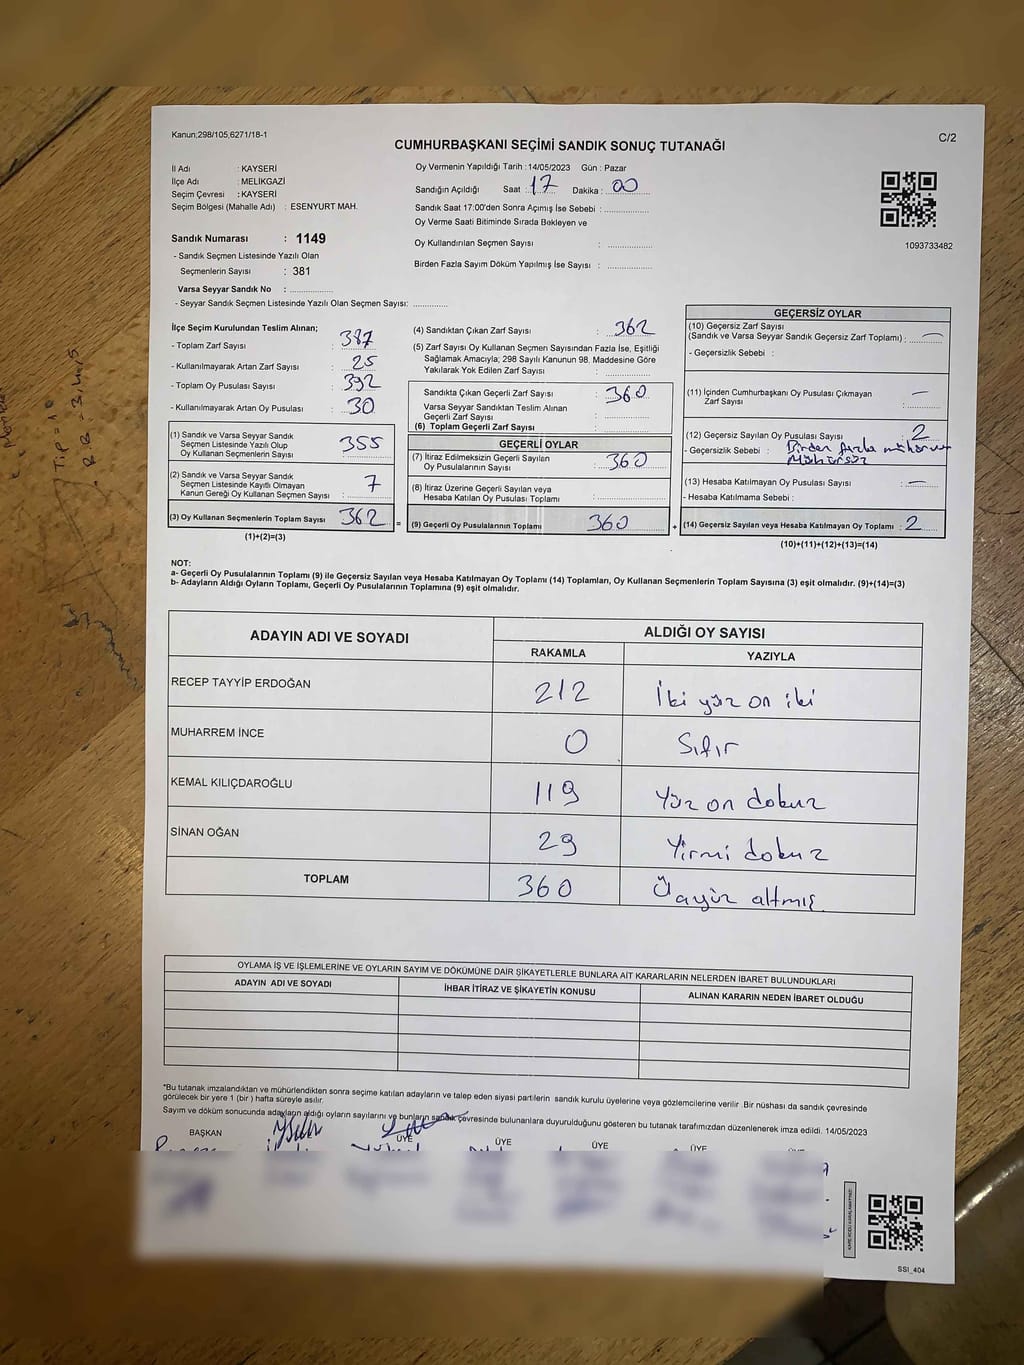 Kanun;298/105,6271/18-1
C/2
CUMHURBAŞKANI SEÇİMİ SANDIK SONUÇ TUTANAĞI
İl Adı : KAYSERİ
İlçe Adı : MELİKGAZİ
Seçim Çevresi : KAYSERİ
Seçim Bölgesi (Mahalle Adı) : ESENYURT MAH.
Oy Vermenin Yapıldığı Tarih : 14/05/2023 Gün : Pazar
Sandığın Açıldığı Saat : 17 Dakika : 00
Sandık Saat 17:00'den Sonra Açımış İse Sebebi :
Oy Verme Saati Bitiminde Sırada Bekleyen ve
Oy Kullandırılan Seçmen Sayısı :
Birden Fazla Sayım Döküm Yapılmış İse Sayısı :
1093733482
Sandık Numarası : 1149
- Sandık Seçmen Listesinde Yazılı Olan
Seçmenlerin Sayısı : 381
Varsa Seyyar Sandık No :
- Seyyar Sandık Seçmen Listesinde Yazılı Olan Seçmen Sayısı:
İlçe Seçim Kurulundan Teslim Alınan;
- Toplam Zarf Sayısı : 387
- Kullanılmayarak Artan Zarf Sayısı : 25
- Toplam Oy Pusulası Sayısı : 392
- Kullanılmayarak Artan Oy Pusulası : 30
(1) Sandık ve Varsa Seyyar Sandık
Seçmen Listesinde Yazılı Olup
Oy Kullanan Seçmenlerin Sayısı : 355
(2) Sandık ve Varsa Seyyar Sandık
Seçmen Listesinde Kayıtlı Olmayan
Kanun Gereği Oy Kullanan Seçmen Sayısı : 7
(3) Oy Kullanan Seçmenlerin Toplam Sayısı : 362
(1)+(2)=(3)
(4) Sandıktan Çıkan Zarf Sayısı : 362
(5) Zarf Sayısı Oy Kullanan Seçmen Sayısından Fazla İse, Eşitliği
Sağlamak Amacıyla; 298 Sayılı Kanunun 98. Maddesine Göre
Yakılarak Yok Edilen Zarf Sayısı :
Sandıkta Çıkan Geçerli Zarf Sayısı : 360
Varsa Seyyar Sandıktan Teslim Alınan
Geçerli Zarf Sayısı :
(6) Toplam Geçerli Zarf Sayısı :
GEÇERLİ OYLAR
(7) İtiraz Edilmeksizin Geçerli Sayılan
Oy Pusulalarının Sayısı : 360
(8) İtiraz Üzerine Geçerli Sayılan veya
Hesaba Katılan Oy Pusulası Toplamı :
= (9) Geçerli Oy Pusulalarının Toplamı : 360
GEÇERSİZ OYLAR
(10) Geçersiz Zarf Sayısı
(Sandık ve Varsa Seyyar Sandık Geçersiz Zarf Toplamı) : —
- Geçersizlik Sebebi :
(11) İçinden Cumhurbaşkanı Oy Pusulası Çıkmayan
Zarf Sayısı : —
(12) Geçersiz Sayılan Oy Pusulası Sayısı : 2
- Geçersizlik Sebebi : Birden fazla
Mühürsüz
(13) Hesaba Katılmayan Oy Pusulası Sayısı : —
- Hesaba Katılmama Sebebi :
+ (14) Geçersiz Sayılan veya Hesaba Katılmayan Oy Toplamı : 2
(10)+(11)+(12)+(13)=(14)
NOT:
a- Geçerli Oy Pusulalarının Toplamı (9) ile Geçersiz Sayılan veya Hesaba Katılmayan Oy Toplamı (14) Toplamları, Oy Kullanan Seçmenlerin Toplam Sayısına (3) eşit olmalıdır. (9)+(14)=(3)
b- Adayların Aldığı Oyların Toplamı, Geçerli Oy Pusulalarının Toplamına (9) eşit olmalıdır.
ADAYIN ADI VE SOYADI
ALDIĞI OY SAYISI
RAKAMLA YAZIYLA
RECEP TAYYİP ERDOĞAN 212 İki yüz on iki
MUHARREM İNCE 0 Sıfır
KEMAL KILIÇDAROĞLU 119 Yüz on dokuz
SİNAN OĞAN 29 Yirmi dokuz
TOPLAM 360 Üçyüz altmış
OYLAMA İŞ VE İŞLEMLERİNE VE OYLARIN SAYIM VE DÖKÜMÜNE DAİR ŞİKAYETLERLE BUNLARA AİT KARARLARIN NELERDEN İBARET BULUNDUKLARI
ADAYIN ADI VE SOYADI İHBAR İTİRAZ VE ŞİKAYETİN KONUSU ALINAN KARARIN NEDEN İBARET OLDUĞU
*Bu tutanak imzalandıktan ve mühürlendikten sonra seçime katılan adayların ve talep eden siyasi partilerin sandık kurulu üyelerine veya gözlemcilerine verilir .Bir nüshası da sandık çevresinde
görülecek bir yere 1 (bir ) hafta süreyle asılır.
Sayım ve döküm sonucunda adayların aldığı oyların sayılarını ve bunların sandık çevresinde bulunanlara duyurulduğunu gösteren bu tutanak tarafımızdan düzenlenerek imza edildi. 14/05/2023
BAŞKAN ÜYE ÜYE ÜYE ÜYE
SSI_404